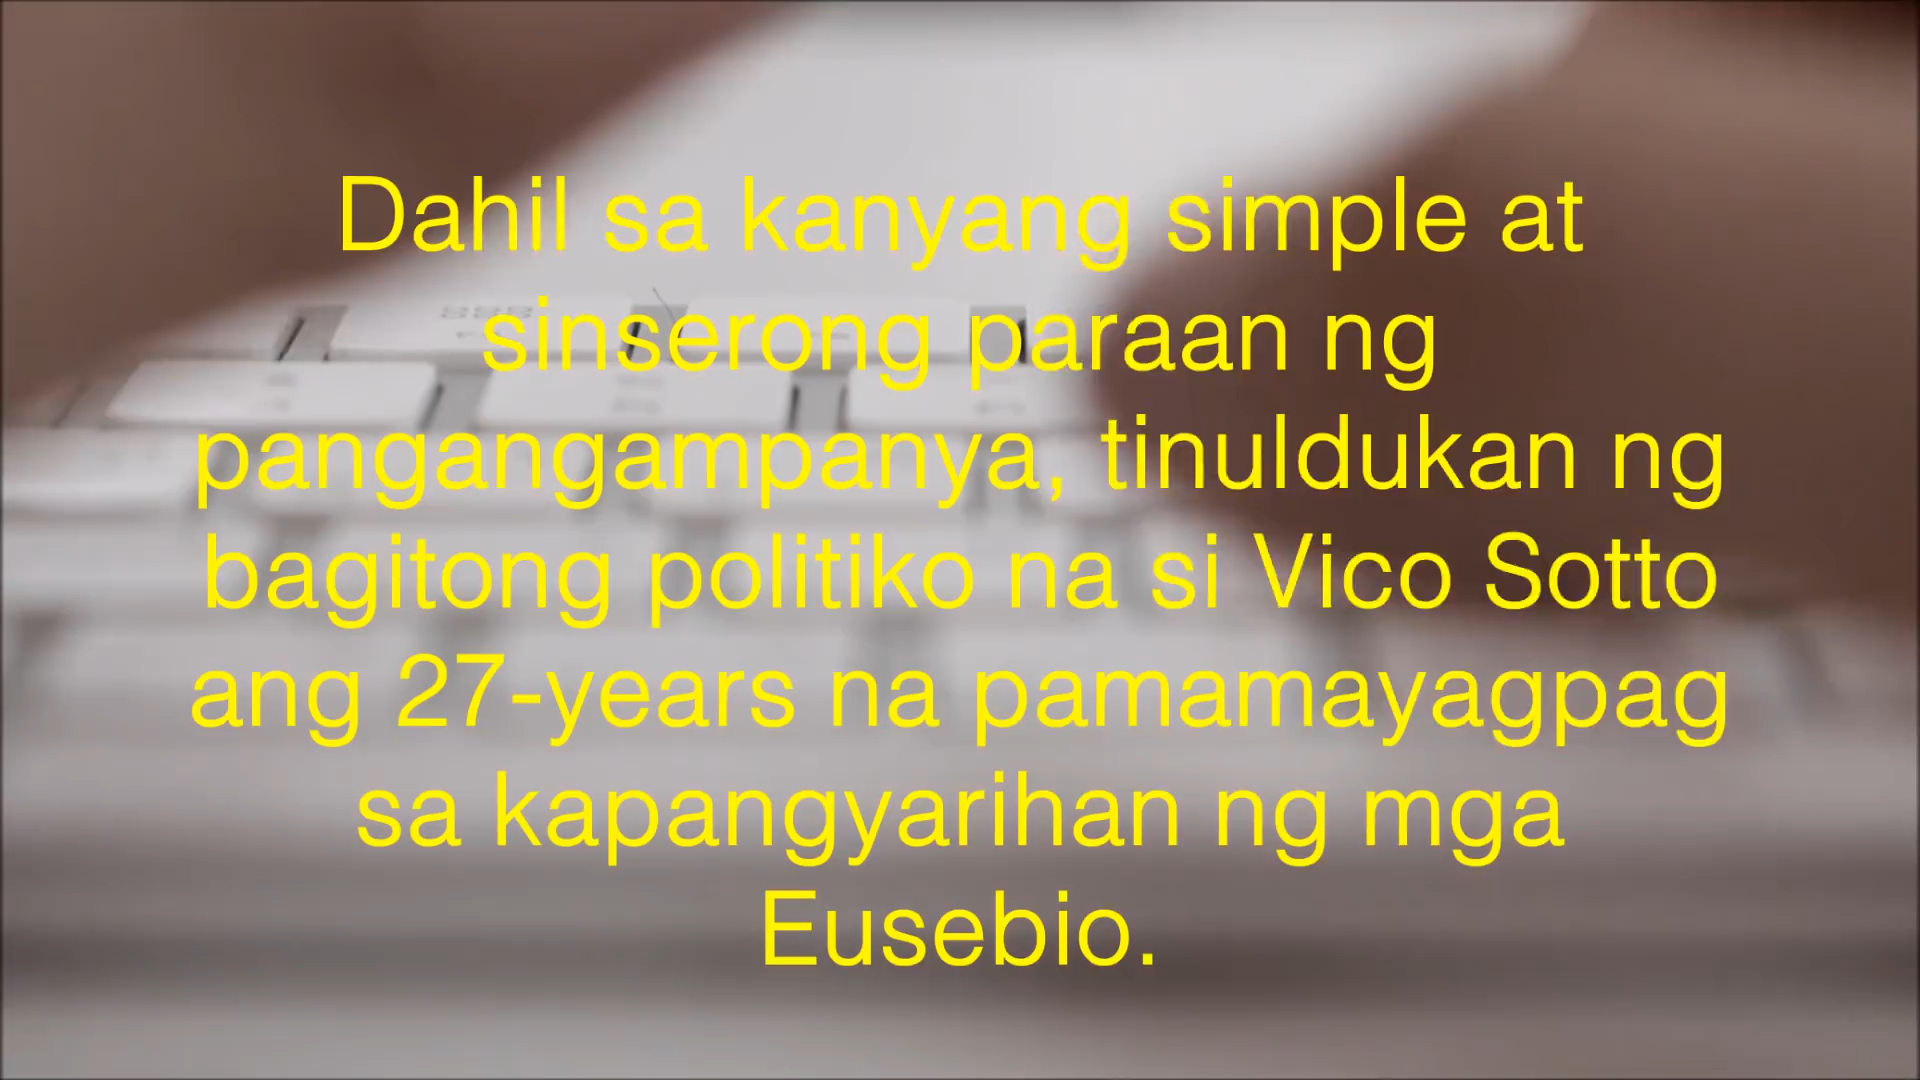 Dahil sa kanyang simple at
sinserong paraan ng
pangangampanya, tinuldukan ng
bagitong politiko na si Vico Sotto
ang 27-years na pamamayagpag
sa kapangyarihan ng mga
Eusebio.